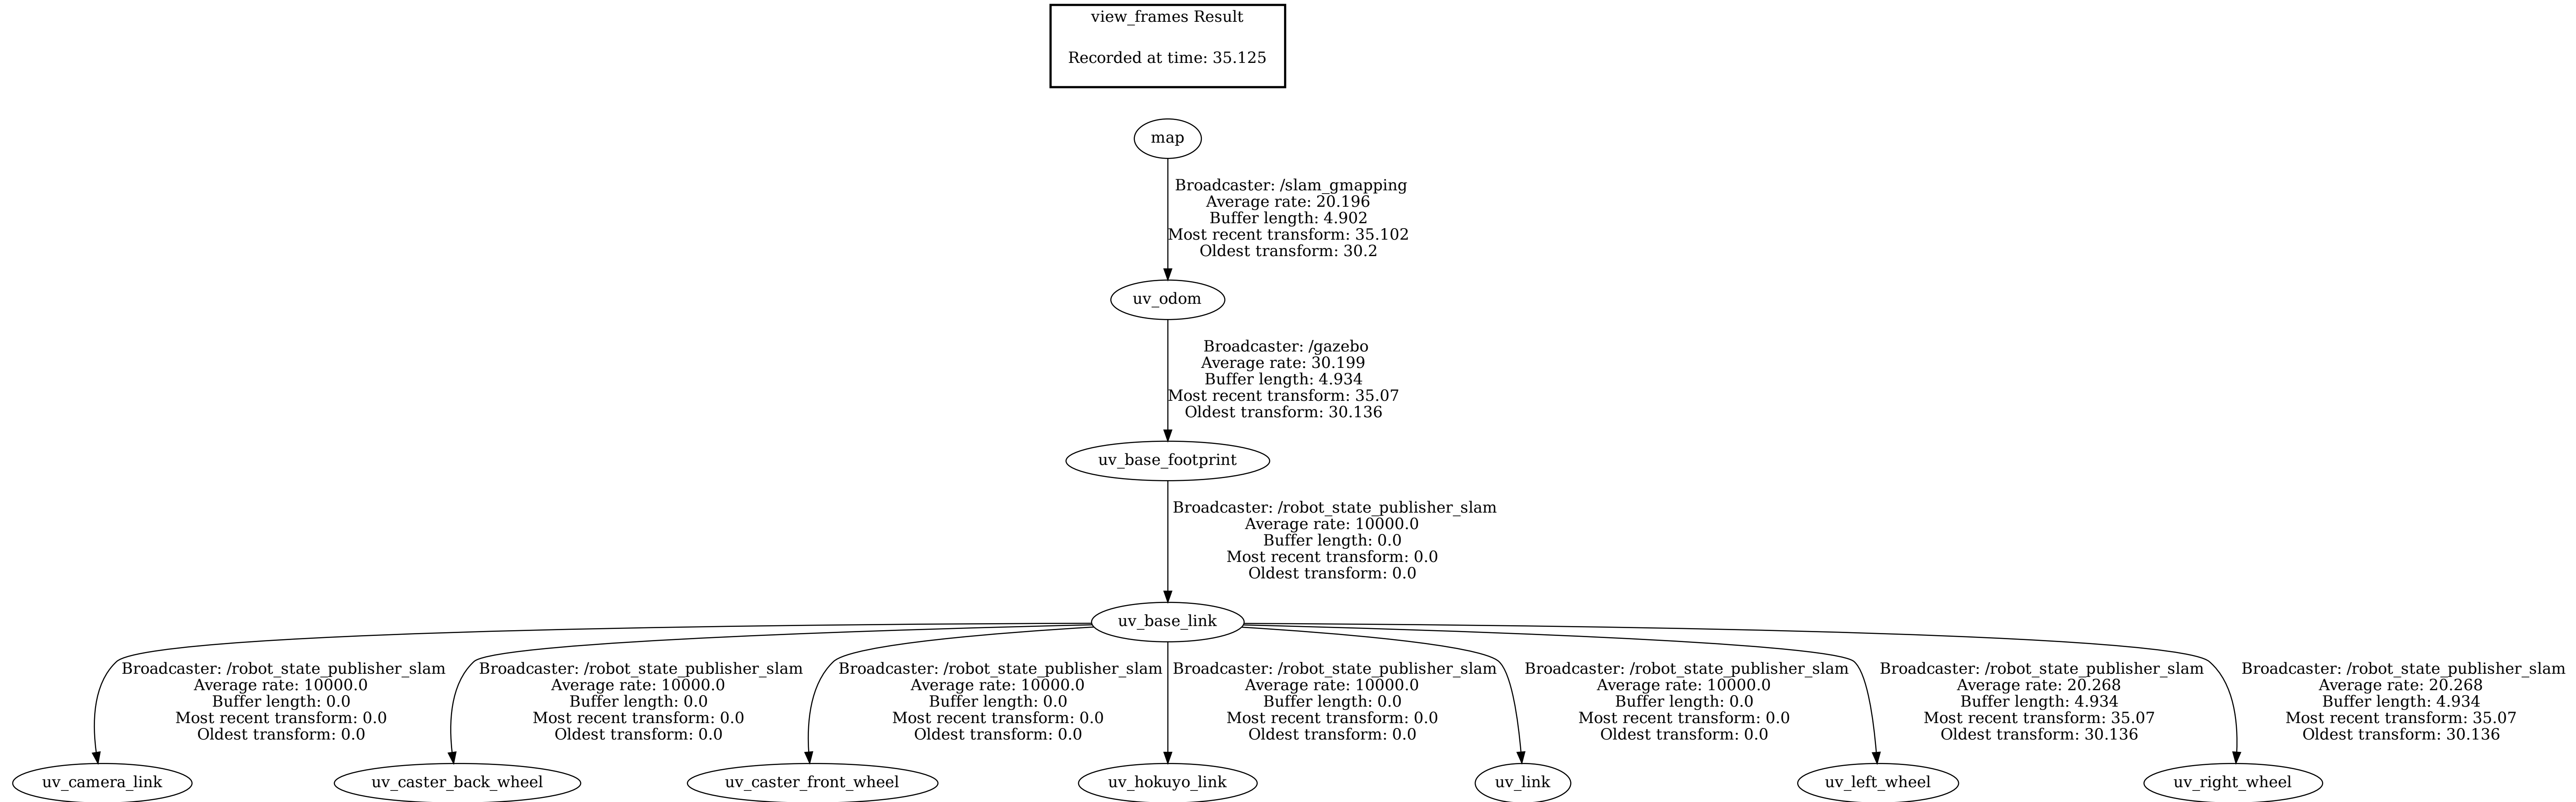 view_frames Result
Recorded at time: 35.125
map
Broadcaster: /slam_gmapping
Average rate: 20.196
Buffer length: 4.902
Most recent transform: 35.102
Oldest transform: 30.2
uv_odom
Broadcaster: /gazebo
Average rate: 30.199
Buffer length: 4.934
Most recent transform: 35.07
Oldest transform: 30.136
uv_base_footprint
Broadcaster: /robot_state_publisher_slam
Average rate: 10000.0
Buffer length: 0.0
Most recent transform: 0.0
Oldest transform: 0.0
uv_base_link
Broadcaster: /robot_state_publisher_slam
Average rate: 10000.0
Buffer length: 0.0
Most recent transform: 0.0
Oldest transform: 0.0
Broadcaster: /robot_state_publisher_slam
Average rate: 10000.0
Buffer length: 0.0
Most recent transform: 0.0
Oldest transform: 0.0
Broadcaster: /robot_state_publisher_slam
Average rate: 10000.0
Buffer length: 0.0
Most recent transform: 0.0
Oldest transform: 0.0
Broadcaster: /robot_state_publisher_slam
Average rate: 10000.0
Buffer length: 0.0
Most recent transform: 0.0
Oldest transform: 0.0
Broadcaster: /robot_state_publisher_slam
Average rate: 10000.0
Buffer length: 0.0
Most recent transform: 0.0
Oldest transform: 0.0
Broadcaster: /robot_state_publisher_slam
Average rate: 20.268
Buffer length: 4.934
Most recent transform: 35.07
Oldest transform: 30.136
Broadcaster: /robot_state_publisher_slam
Average rate: 20.268
Buffer length: 4.934
Most recent transform: 35.07
Oldest transform: 30.136
uv_camera_link
uv_caster_back_wheel
uv_caster_front_wheel
uv_hokuyo_link
uv_link
uv_left_wheel
uv_right_wheel